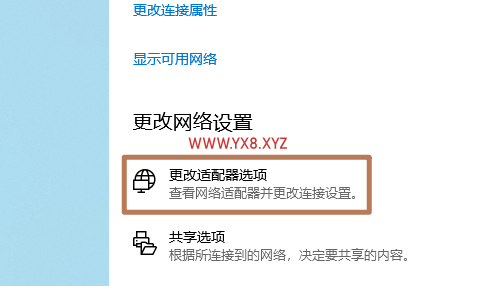 更改连接属性
显示可用网络
更改网络设置
WWW.YX8.XYZ
更改适配器选项
查看网络适配器并更改连接设置。
共享选项
根据所连接到的网络，决定要共享的内容。